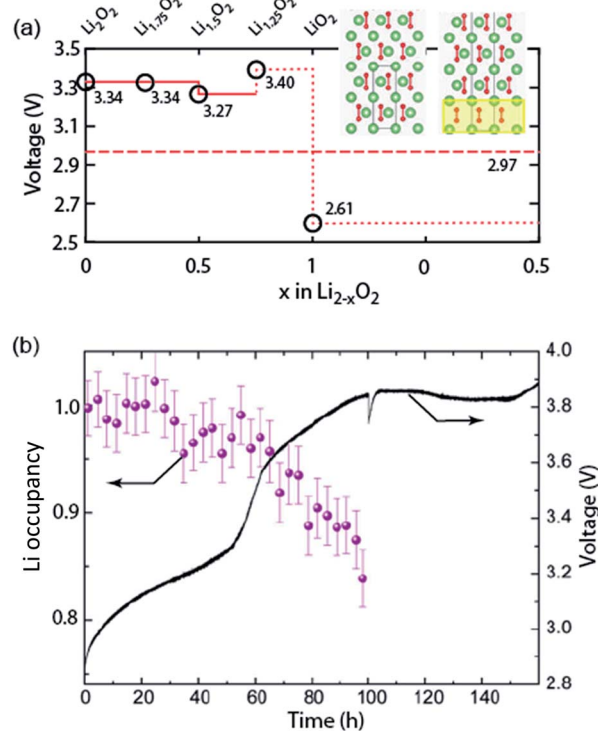 (a)
Li₂O₂ Li₁.₇₅O₂ Li₁.₅O₂ Li₁.₂₅O₂ LiO₂
3.5
3.3
3.1
2.9
2.7
2.5
Voltage (V)
3.34
3.34
3.27
3.40
2.97
2.61
0 0.5 1 0 0.5
x in Li₂₋ₓO₂
(b)
1.0
0.9
0.8
Li occupancy
4.0
3.8
3.6
3.4
3.2
3.0
2.8
Voltage (V)
0 20 40 60 80 100 120 140
Time (h)